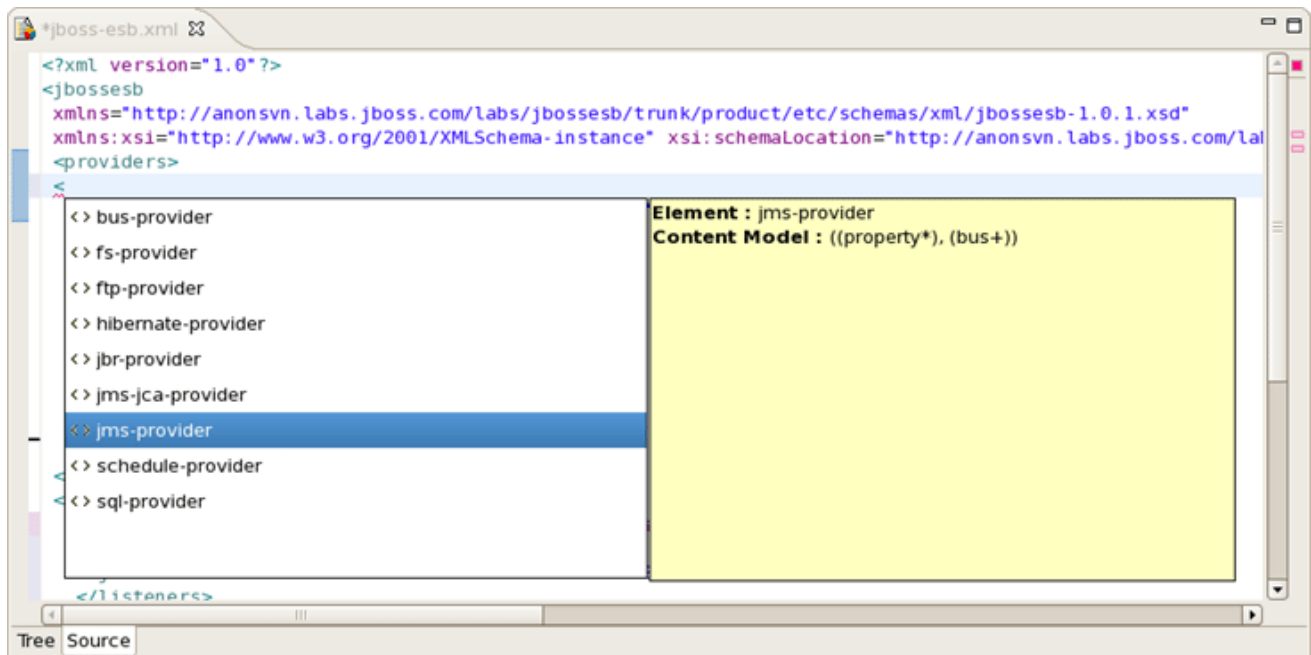 *jboss-esb.xml
<?xml version="1.0"?>
<jbossesb
xmlns="http://anonsvn.labs.jboss.com/labs/jbossesb/trunk/product/etc/schemas/xml/jbossesb-1.0.1.xsd"
xmlns:xsi="http://www.w3.org/2001/XMLSchema-instance" xsi:schemaLocation="http://anonsvn.labs.jboss.com/lal
<providers>
<
<> bus-provider
<> fs-provider
<> ftp-provider
<> hibernate-provider
<> jbr-provider
<> jms-jca-provider
<> jms-provider
<> schedule-provider
<> sql-provider
Element : jms-provider
Content Model : ((property*), (bus+))
<
<
</listeners>
Tree Source